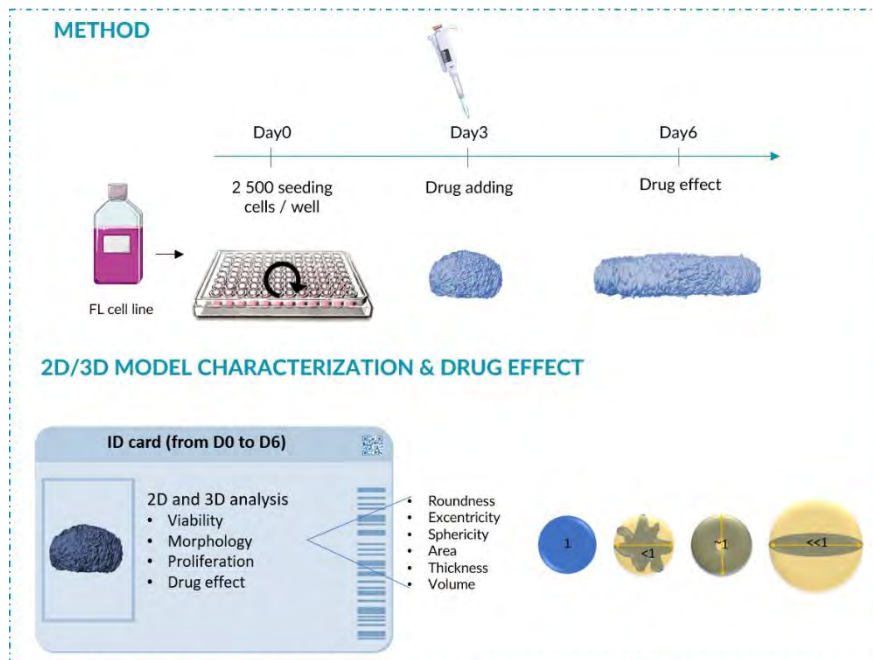 METHOD
Day0
Day3
Day6
2 500 seeding
cells / well
Drug adding
Drug effect
FL cell line
2D/3D MODEL CHARACTERIZATION & DRUG EFFECT
ID card (from D0 to D6)
2D and 3D analysis
• Viability
• Morphology
• Proliferation
• Drug effect
• Roundness
• Excentricity
• Sphericity
• Area
• Thickness
• Volume
1
<1
~1
<<1